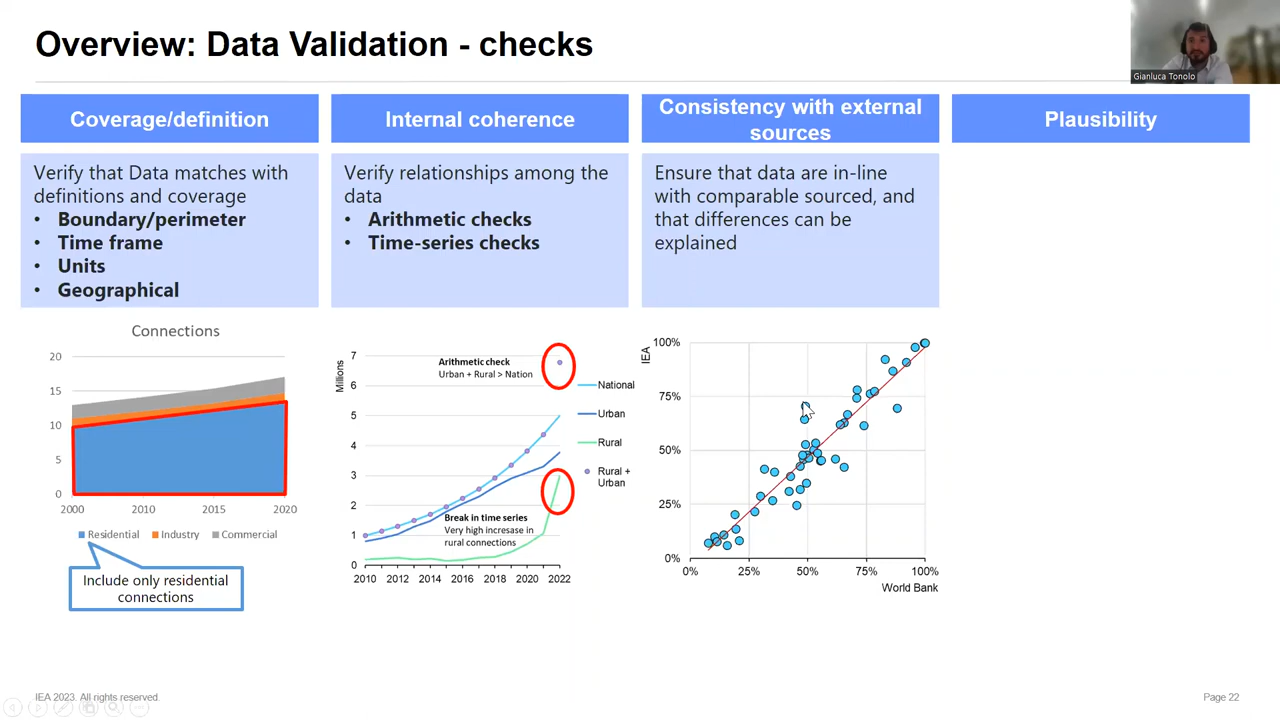 Overview: Data Validation - checks
Gianluca Tonolo
Coverage/definition
Verify that Data matches with
definitions and coverage
• Boundary/perimeter
• Time frame
• Units
• Geographical
Connections
20
15
10
5
0
2000 2010 2015 2020
Residential Industry Commercial
Include only residential
connections
Internal coherence
Verify relationships among the
data
• Arithmetic checks
• Time-series checks
Millions
7
6
5
4
3
2
1
0
Arithmetic check
Urban + Rural > Nation
Break in time series
Very high increase in
rural connections
2010 2012 2014 2016 2018 2020 2022
National
Urban
Rural
Rural +
Urban
Consistency with external
sources
Ensure that data are in-line
with comparable sourced, and
that differences can be
explained
IEA
100%
75%
50%
25%
0%
0% 25% 50% 75% 100%
World Bank
Plausibility
IEA 2023. All rights reserved.
Page 22